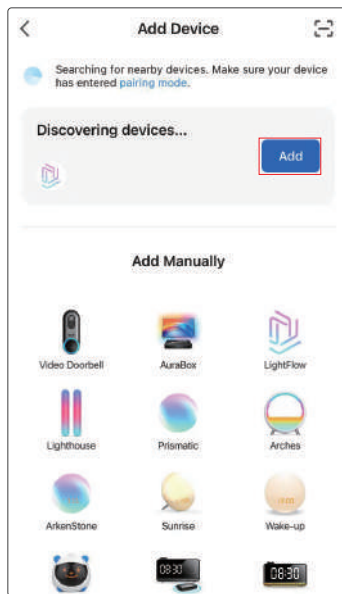 Add Device
Searching for nearby devices. Make sure your device
has entered pairing mode.
Discovering devices...
Add
Add Manually
Video Doorbell
AuraBox
LightFlow
Lighthouse
Prismatic
Arches
ArkenStone
Sunrise
Wake-up
08:30
08:30